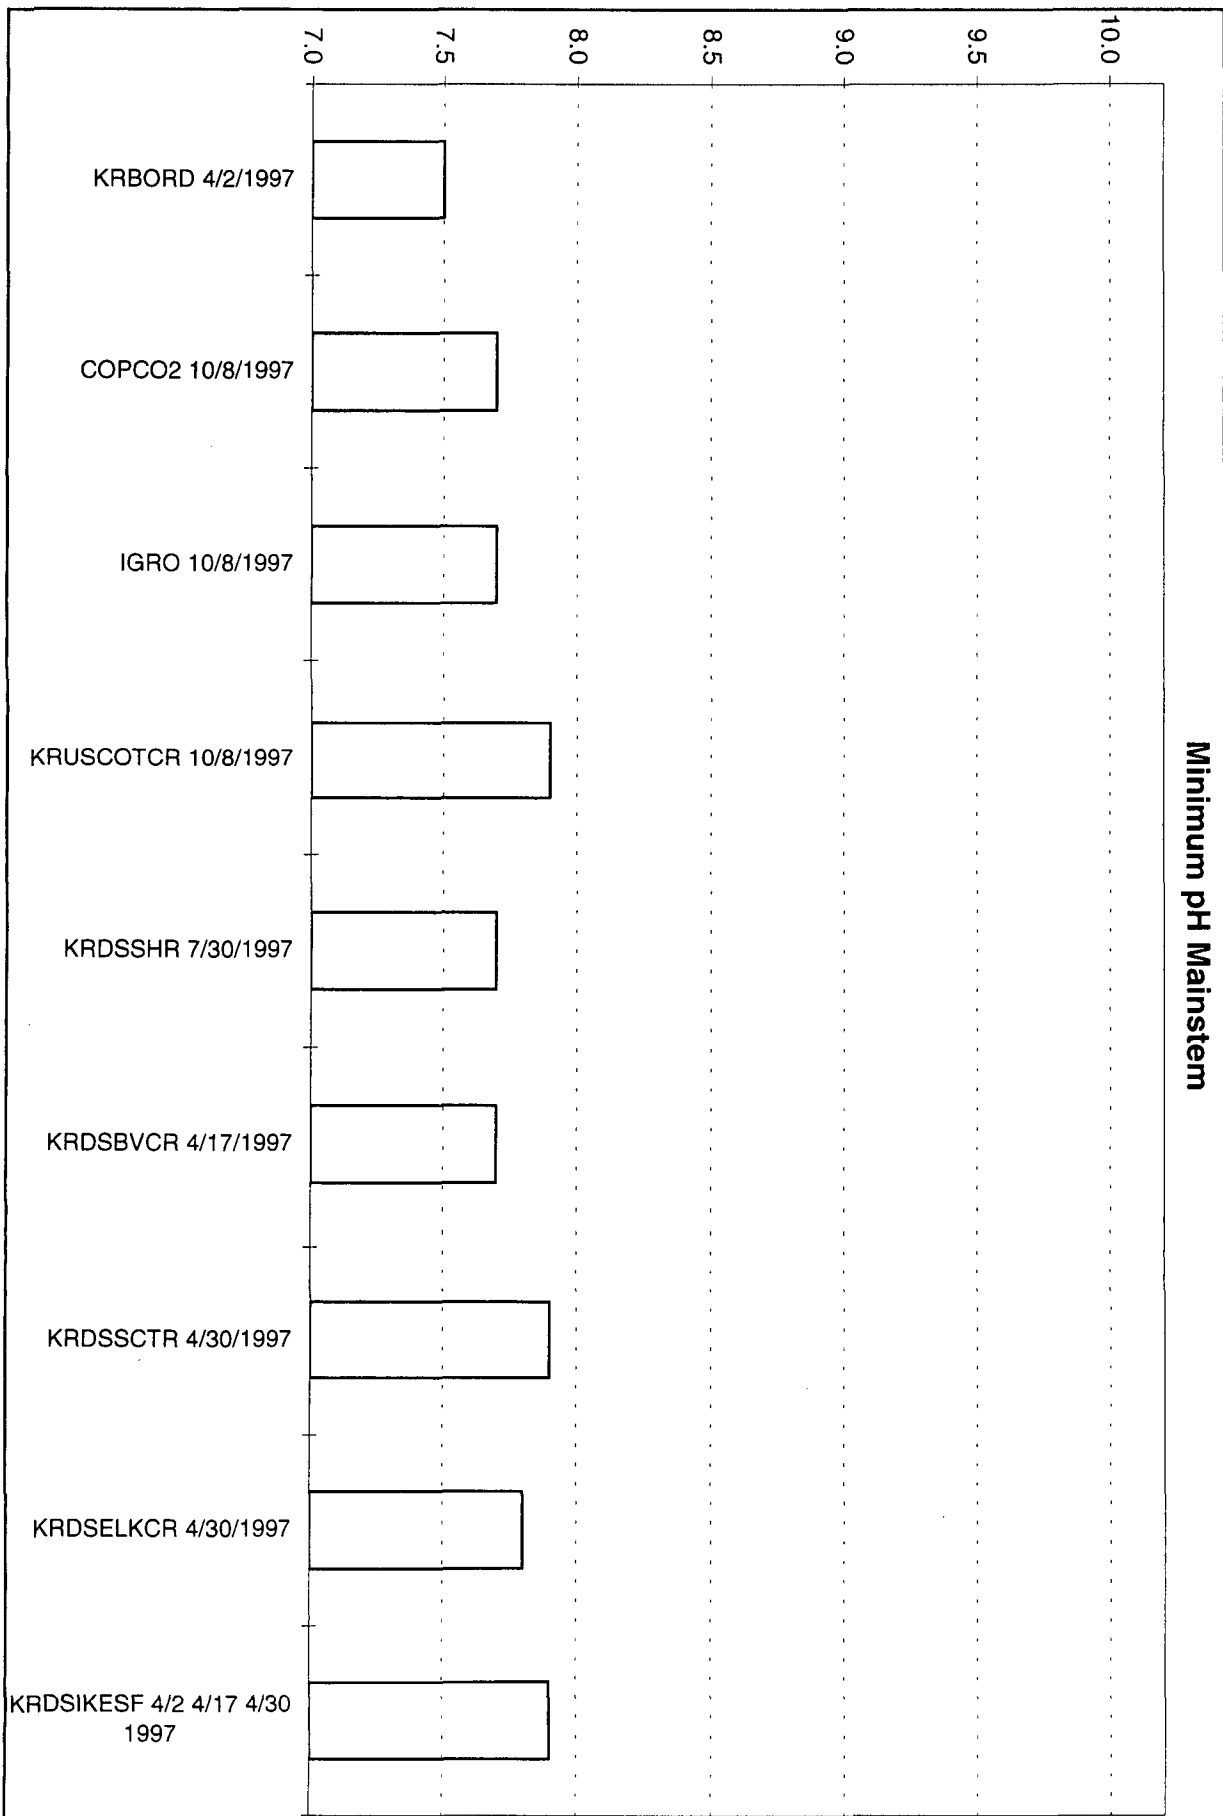 Minimum pH Mainstem
10.0
9.5
9.0
8.5
8.0
7.5
7.0
KRBORD 4/2/1997
COPCO2 10/8/1997
IGRO 10/8/1997
KRUSCOTCR 10/8/1997
KRDSSHR 7/30/1997
KRDSBVCR 4/17/1997
KRDSSCTR 4/30/1997
KRDSELKCR 4/30/1997
KRDSIKESF 4/2 4/17 4/30
1997